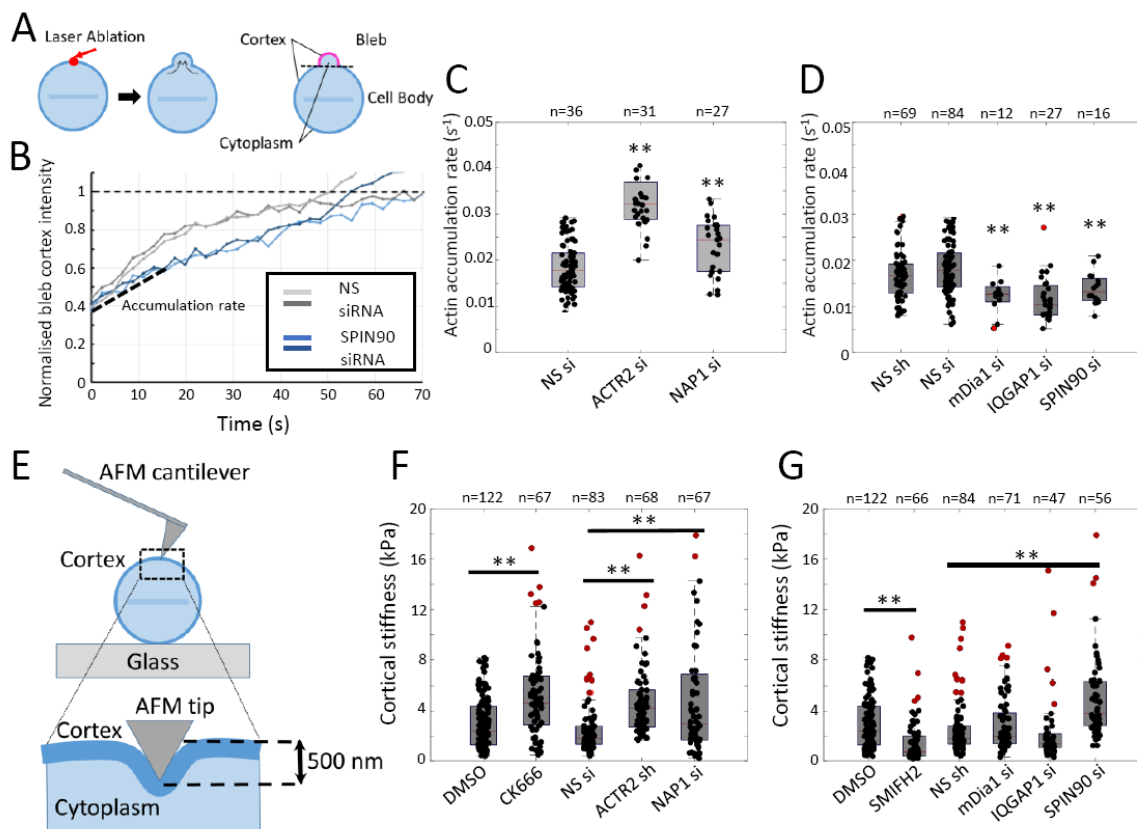 A
Laser Ablation
Cortex
Bleb
Cell Body
Cytoplasm
B
Normalised bleb cortex intensity
1
0.8
0.6
0.4
0.2
0
Accumulation rate
NS
siRNA
SPIN90
siRNA
0 10 20 30 40 50 60 70
Time (s)
C
n=36 n=31 n=27
Actin accumulation rate (s⁻¹)
0.05
0.04
0.03
0.02
0.01
0
** **
NS si ACTR2 si NAP1 si
D
n=69 n=84 n=12 n=27 n=16
Actin accumulation rate (s⁻¹)
0.05
0.04
0.03
0.02
0.01
0
** ** **
NS sh NS si mDia1 si IQGAP1 si SPIN90 si
E
AFM cantilever
Cortex
Glass
AFM tip
Cortex
500 nm
Cytoplasm
F
n=122 n=67 n=83 n=68 n=67
Cortical stiffness (kPa)
20
16
12
8
4
0
**
** **
DMSO CK666 NS si ACTR2 sh NAP1 si
G
n=122 n=66 n=84 n=71 n=47 n=56
Cortical stiffness (kPa)
20
16
12
8
4
0
**
**
DMSO SMIFH2 NS sh mDia1 si IQGAP1 si SPIN90 si